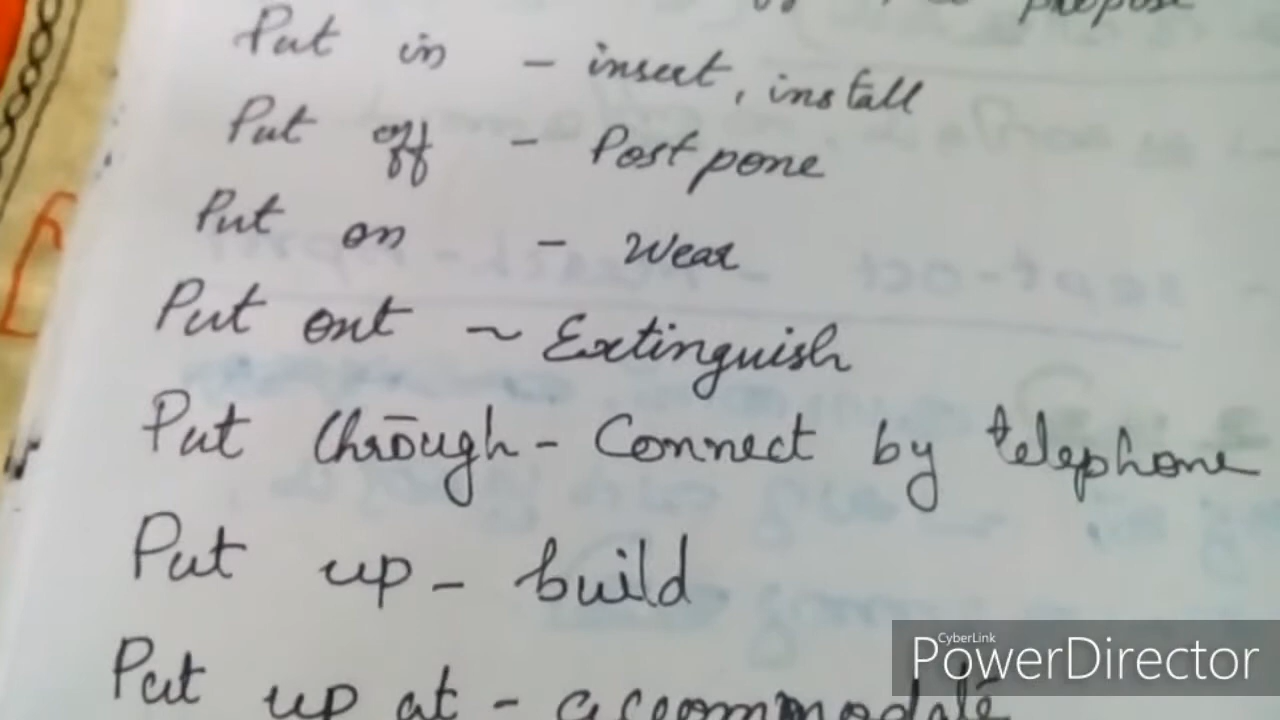 propose
Put in - insert, install
Put off - Postpone
Put on - Wear
Put out ~ Extinguish
Put through - Connect by telephone
Put up - build
Put up at - accommodate
CyberLink
PowerDirector